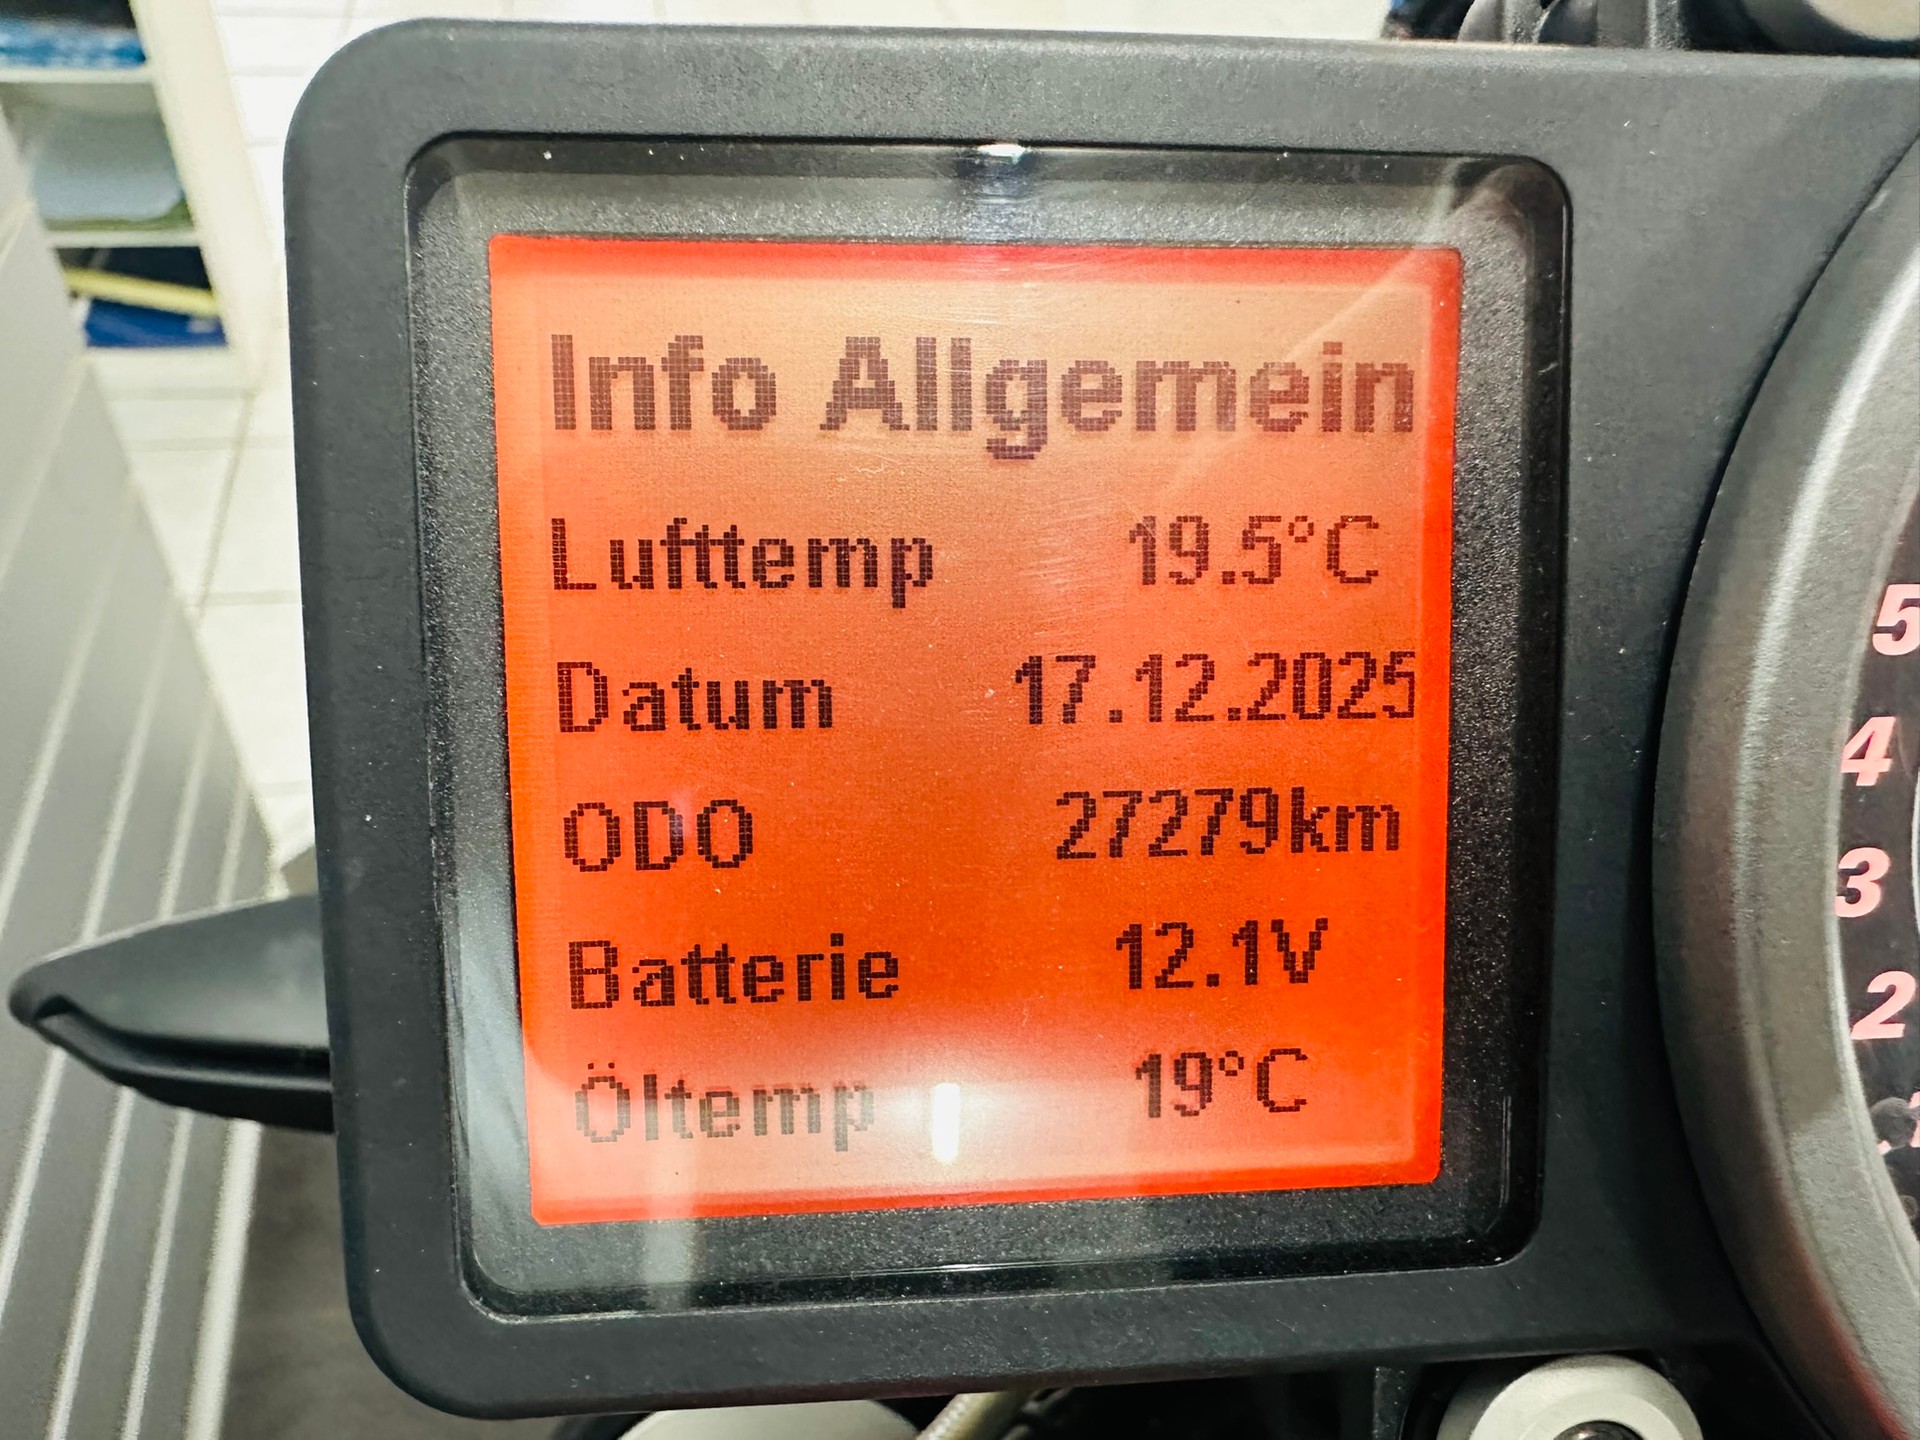 Info Allgemein
Lufttemp 19.5°C
Datum 17.12.2025
ODO 27279km
Batterie 12.1V
Öltemp 19°C
5
4
3
2